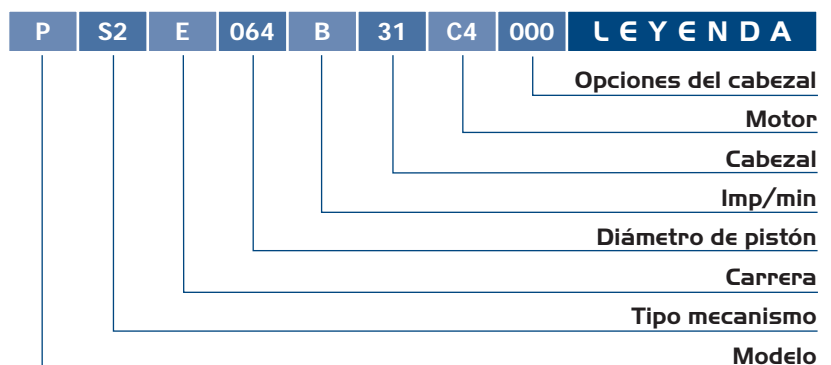 P S2 E 064 B 31 C4 000 LEYENDA
Opciones del cabezal
Motor
Cabezal
Imp/min
Diámetro de pistón
Carrera
Tipo mecanismo
Modelo